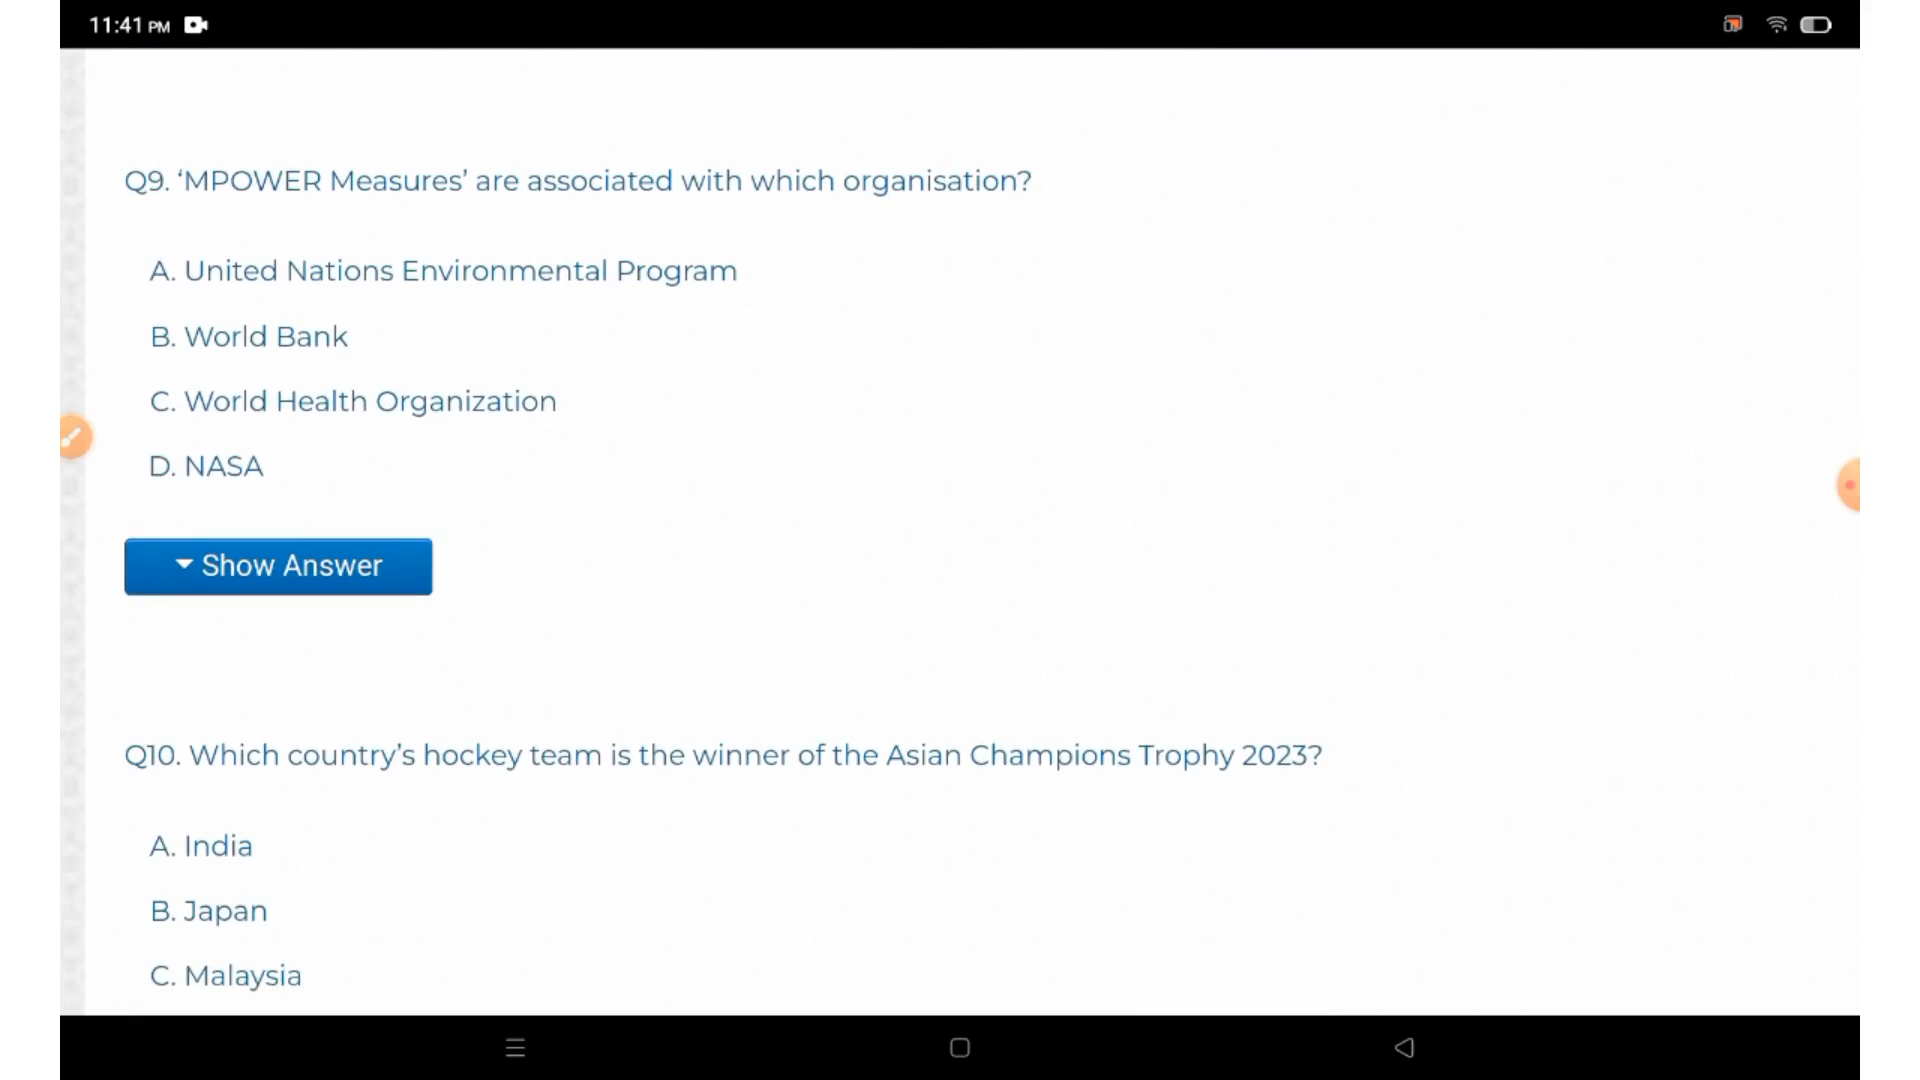 11:41 PM
Q9. ‘MPOWER Measures’ are associated with which organisation?
A. United Nations Environmental Program
B. World Bank
C. World Health Organization
D. NASA
Show Answer
Q10. Which country’s hockey team is the winner of the Asian Champions Trophy 2023?
A. India
B. Japan
C. Malaysia